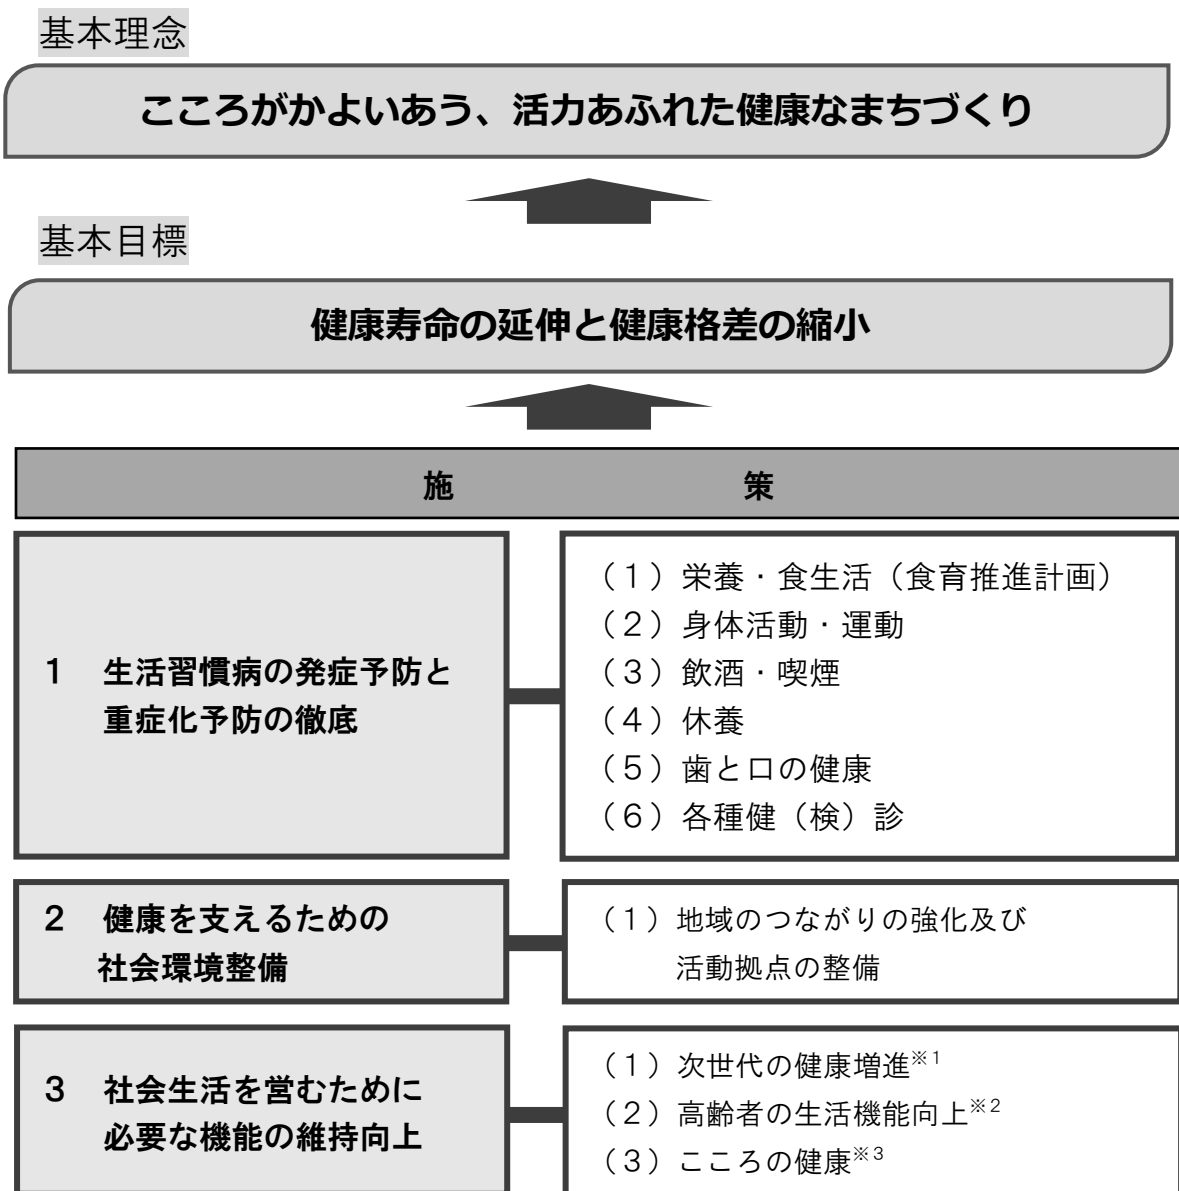 基本理念
こころがかよいあう、活力あふれた健康なまちづくり
基本目標
健康寿命の延伸と健康格差の縮小
施　策
１　生活習慣病の発症予防と
重症化予防の徹底
（１）栄養・食生活（食育推進計画）
（２）身体活動・運動
（３）飲酒・喫煙
（４）休養
（５）歯と口の健康
（６）各種健（検）診
２　健康を支えるための
社会環境整備
（１）地域のつながりの強化及び
活動拠点の整備
３　社会生活を営むために
必要な機能の維持向上
（１）次世代の健康増進※1
（２）高齢者の生活機能向上※2
（３）こころの健康※3